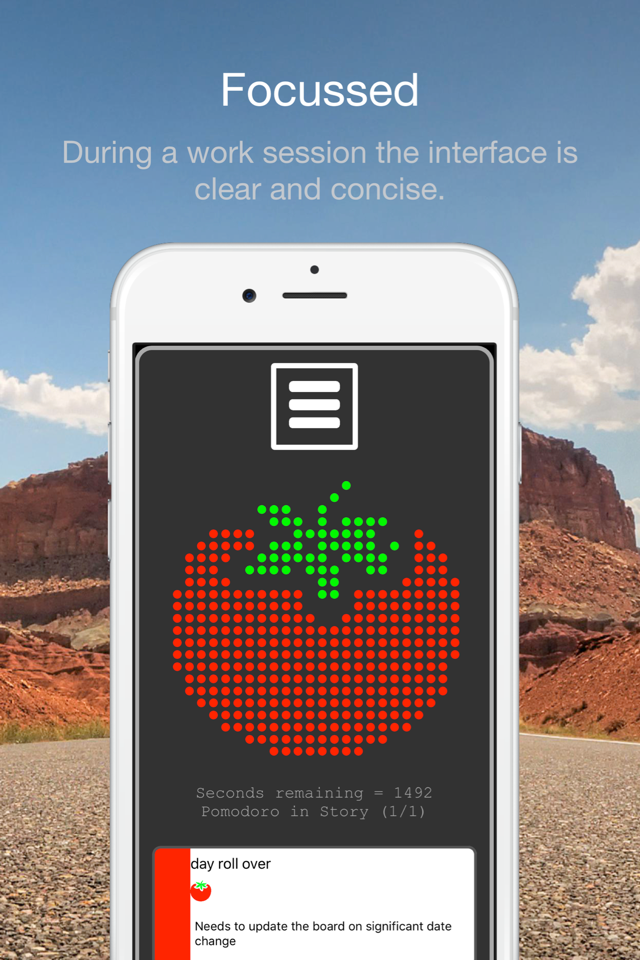 Focussed
During a work session the interface is
clear and concise.
Seconds remaining = 1492
Pomodoro in Story (1/1)
day roll over
Needs to update the board on significant date
change